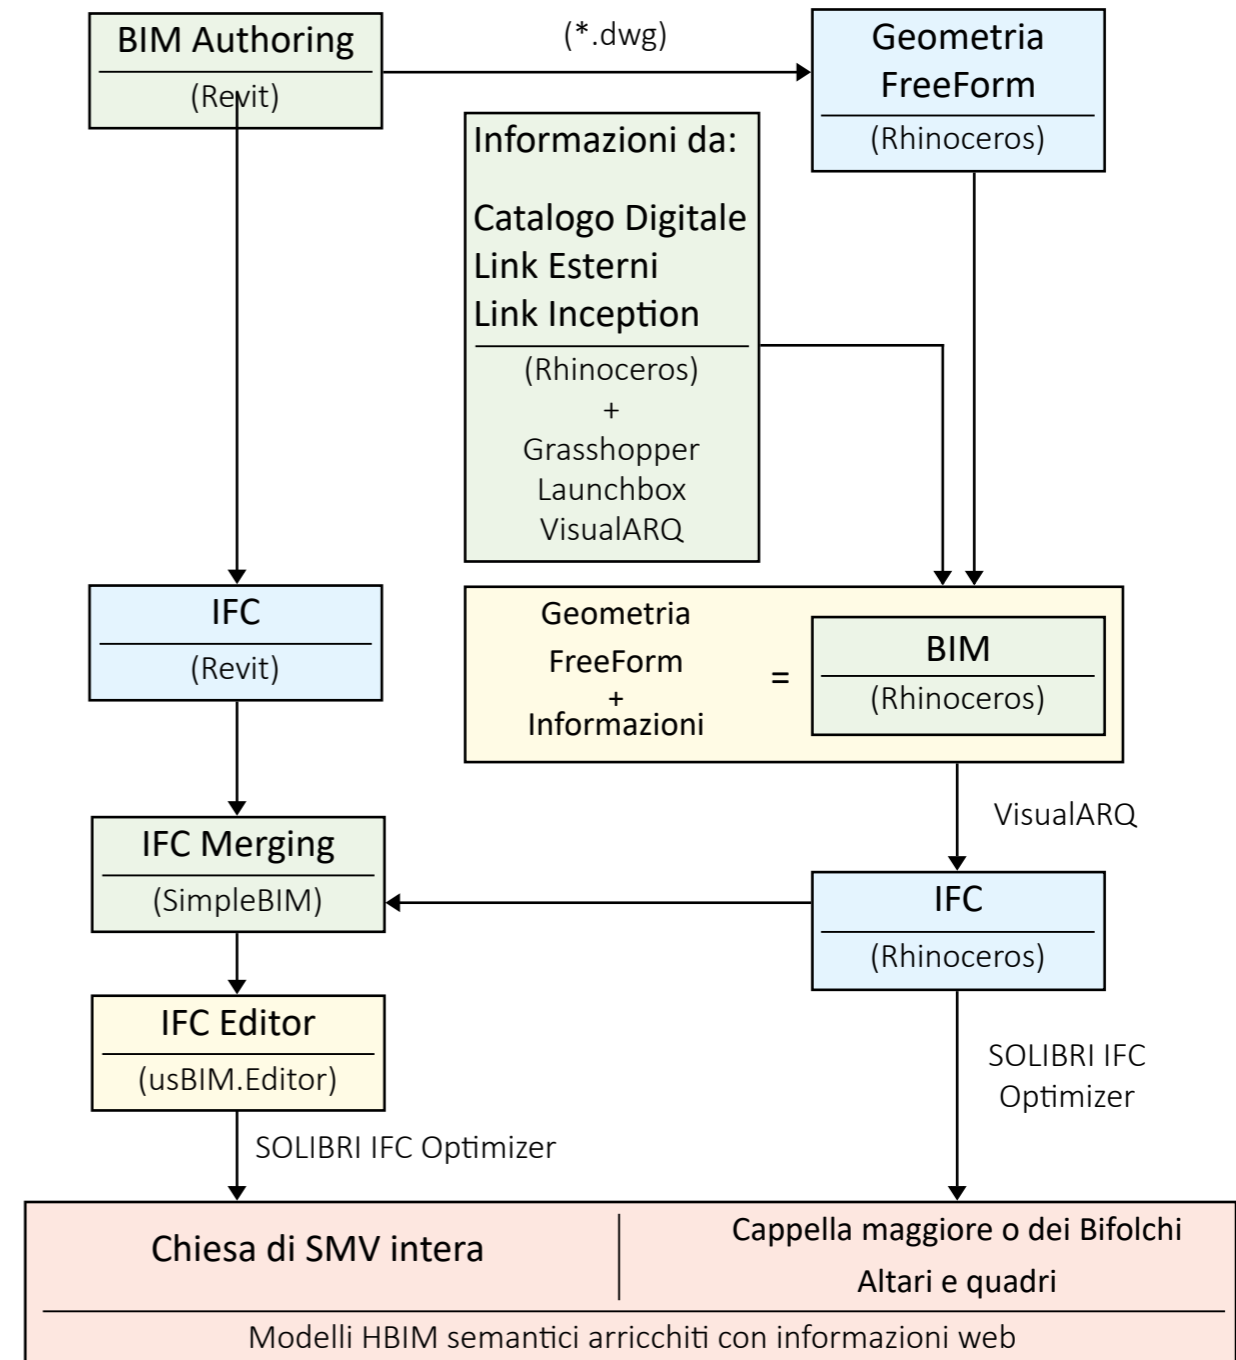 BIM Authoring
(Revit)
(*.dwg)
Geometria
FreeForm
(Rhinoceros)
Informazioni da:
Catalogo Digitale
Link Esterni
Link Inception
(Rhinoceros)
+
Grasshopper
Launchbox
VisualARQ
IFC
(Revit)
Geometria
FreeForm
+
Informazioni
=
BIM
(Rhinoceros)
VisualARQ
IFC Merging
(SimpleBIM)
IFC
(Rhinoceros)
IFC Editor
(usBIM.Editor)
SOLIBRI IFC Optimizer
SOLIBRI IFC
Optimizer
Chiesa di SMV intera
Cappella maggiore o dei Bifolchi
Altari e quadri
Modelli HBIM semantici arricchiti con informazioni web